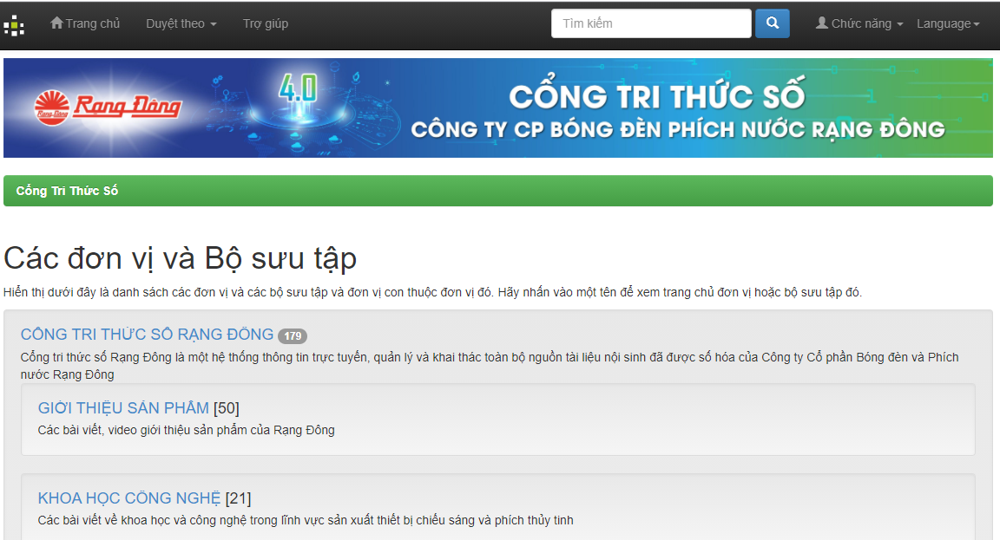 Trang chủ Duyệt theo Trợ giúp Tìm kiếm Chức năng Language
Rạng Đông
Rạng Đông
4.0
CỔNG TRI THỨC SỐ
CÔNG TY CP BÓNG ĐÈN PHÍCH NƯỚC RẠNG ĐÔNG
Cổng Tri Thức Số
Các đơn vị và Bộ sưu tập
Hiển thị dưới đây là danh sách các đơn vị và các bộ sưu tập và đơn vị con thuộc đơn vị đó. Hãy nhấn vào một tên để xem trang chủ đơn vị hoặc bộ sưu tập đó.
CỔNG TRI THỨC SỐ RẠNG ĐÔNG 179
Cổng tri thức số Rạng Đông là một hệ thống thông tin trực tuyến, quản lý và khai thác toàn bộ nguồn tài liệu nội sinh đã được số hóa của Công ty Cổ phần Bóng đèn và Phích
nước Rạng Đông
GIỚI THIỆU SẢN PHẨM [50]
Các bài viết, video giới thiệu sản phẩm của Rạng Đông
KHOA HỌC CÔNG NGHỆ [21]
Các bài viết về khoa học và công nghệ trong lĩnh vực sản xuất thiết bị chiếu sáng và phích thủy tinh